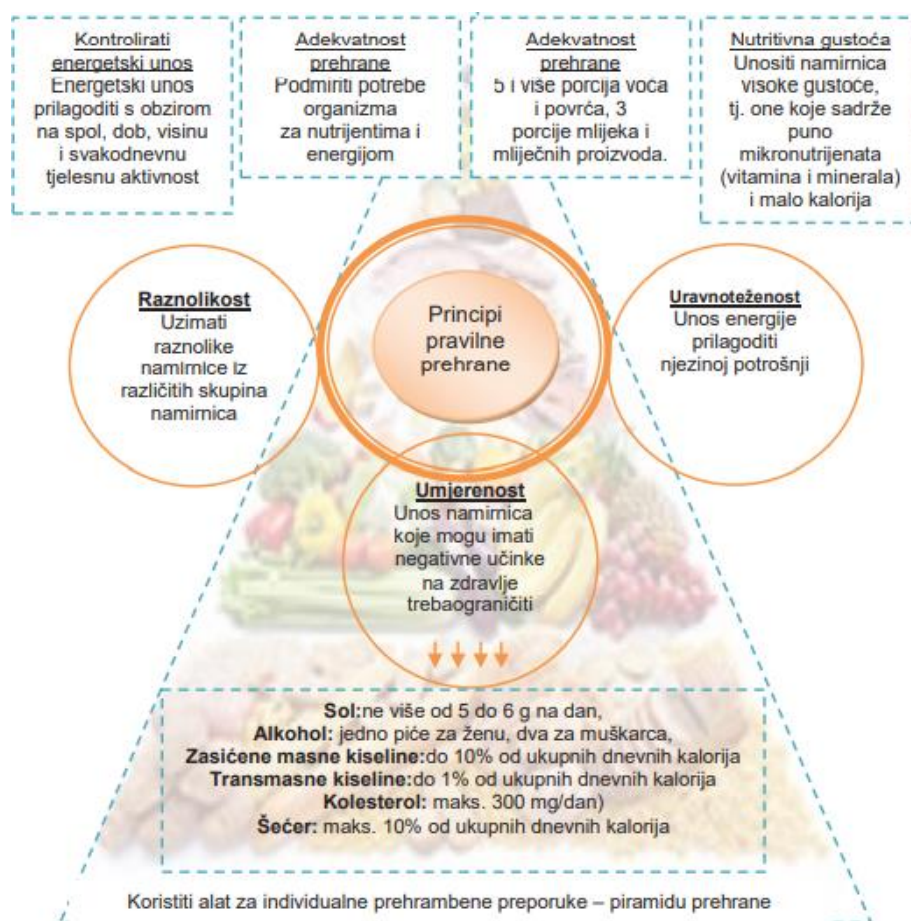 Kontrolirati
energetski unos
Energetski unos
prilagoditi s obzirom
na spol, dob, visinu
i svakodnevnu
tjelesnu aktivnost
Adekvatnost
prehrane
Podmiriti potrebe
organizma
za nutrijentima i
energijom
Adekvatnost
prehrane
5 i više porcija voća
i povrća, 3
porcije mlijeka i
mliječnih proizvoda.
Nutritivna gustoća
Unositi namirnica
visoke gustoće,
tj. one koje sadrže
puno
mikronutrijenata
(vitamina i minerala)
i malo kalorija
Raznolikost
Uzimati
raznolike
namirnice iz
različitih skupina
namirnica
Principi
pravilne
prehrane
Uravnoteženost
Unos energije
prilagoditi
njezinoj potrošnji
Umjerenost
Unos namirnica
koje mogu imati
negativne učinke
na zdravlje
trebaograničiti
Sol:ne više od 5 do 6 g na dan,
Alkohol: jedno piće za ženu, dva za muškarca,
Zasićene masne kiseline:do 10% od ukupnih dnevnih kalorija
Transmasne kiseline:do 1% od ukupnih dnevnih kalorija
Kolesterol: maks. 300 mg/dan)
Šećer: maks. 10% od ukupnih dnevnih kalorija
Koristiti alat za individualne prehrambene preporuke – piramidu prehrane